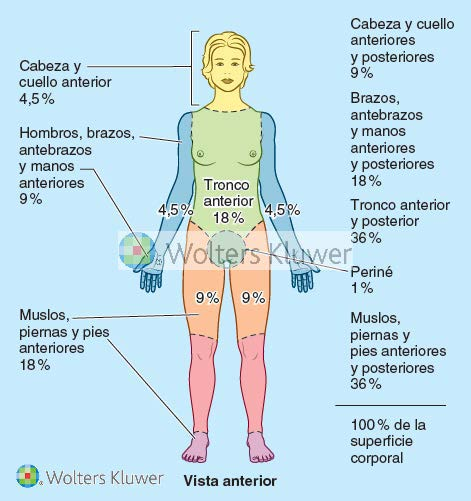 Cabeza y
cuello anterior
4,5 %
Hombros, brazos,
antebrazos
y manos
anteriores
9 %
Muslos,
piernas y pies
anteriores
18 %
4,5 %
Tronco
anterior
18 %
4,5 %
Wolters Kluwer
9 %
9 %
Cabeza y cuello
anteriores
y posteriores
9 %
Brazos,
antebrazos
y manos
anteriores
y posteriores
18 %
Tronco anterior
y posterior
36 %
Periné
1 %
Muslos,
piernas y
pies anteriores
y posteriores
36 %
100 % de la
superficie
corporal
Wolters Kluwer
Vista anterior